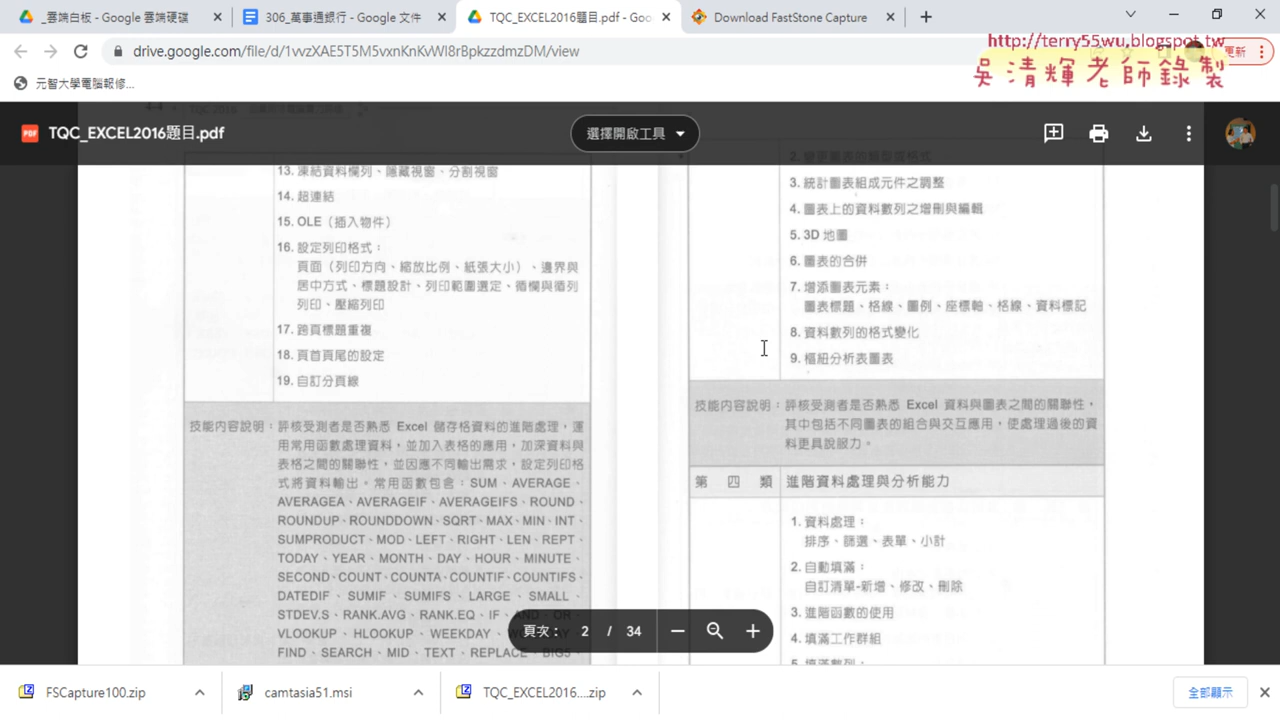 _雲端白板 - Google 雲端硬碟
306_萬事通銀行 - Google 文件
TQC_EXCEL2016題目.pdf - Goo
Download FastStone Capture
drive.google.com/file/d/1vvzXAE5T5M5vxnKnKvWl8rBpkzzdmzDM/view
更新
http://terry55wu.blogspot.tw
吳清輝老師錄製
元智大學電腦報修...
TQC_EXCEL2016題目.pdf
選擇開啟工具
13. 凍結資料欄列、隱藏視窗、分割視窗
14. 超連結
15. OLE（插入物件）
16. 設定列印格式：
頁面（列印方向、縮放比例、紙張大小）、邊界與
居中方式、標題設計、列印範圍選定、循欄與循列
列印、壓縮列印
17. 跨頁標題重複
18. 頁首頁尾的設定
19. 自訂分頁線
技能內容說明：評核受測者是否熟悉 Excel 儲存格資料的進階處理，運
用常用函數處理資料，並加入表格的應用，加深資料與
表格之間的關聯性，並因應不同輸出需求，設定列印格
式將資料輸出。常用函數包含：SUM、AVERAGE、
AVERAGEA、AVERAGEIF、AVERAGEIFS、ROUND、
ROUNDUP、ROUNDDOWN、SQRT、MAX、MIN、INT、
SUMPRODUCT、MOD、LEFT、RIGHT、LEN、REPT、
TODAY、YEAR、MONTH、DAY、HOUR、MINUTE、
SECOND、COUNT、COUNTA、COUNTIF、COUNTIFS、
DATEDIF、SUMIF、SUMIFS、LARGE、SMALL、
STDEV.S、RANK.AVG、RANK.EQ、IF、AND、OR、
VLOOKUP、HLOOKUP、WEEKDAY、
FIND、SEARCH、MID、TEXT、REPLACE、BIG5、
2. 變更圖表的類型或格式
3. 統計圖表組成元件之調整
4. 圖表上的資料數列之增刪與編輯
5. 3D 地圖
6. 圖表的合併
7. 增添圖表元素：
圖表標題、格線、圖例、座標軸、格線、資料標記
8. 資料數列的格式變化
9. 樞紐分析表圖表
技能內容說明：評核受測者是否熟悉 Excel 資料與圖表之間的關聯性，
其中包括不同圖表的組合與交互應用，使處理過後的資
料更具說服力。
第 四 類 進階資料處理與分析能力
1. 資料處理：
排序、篩選、表單、小計
2. 自動填滿：
自訂清單-新增、修改、刪除
3. 進階函數的使用
4. 填滿工作群組
5. 填滿數列：
頁次： 2 / 34
FSCapture100.zip
camtasia51.msi
TQC_EXCEL2016....zip
全部顯示